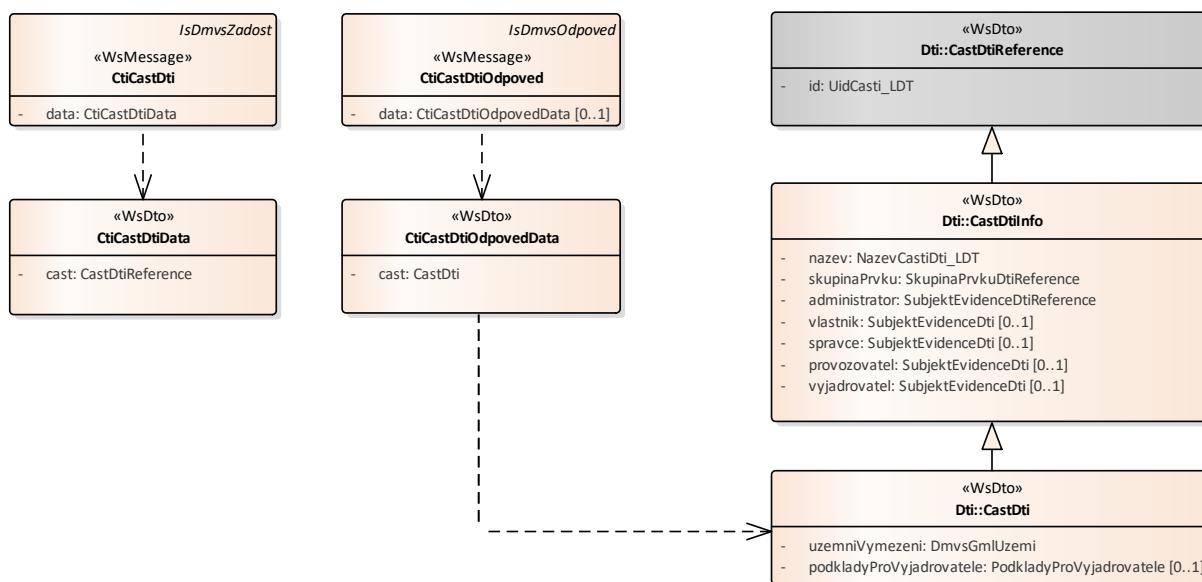 IsDmvsZadost
«WsMessage»
CtiCastDti
- data: CtiCastDtiData
IsDmvsOdpoved
«WsMessage»
CtiCastDtiOdpoved
- data: CtiCastDtiOdpovedData [0..1]
«WsDto»
Dti::CastDtiReference
- id: UidCasti_LDT
«WsDto»
CtiCastDtiData
- cast: CastDtiReference
«WsDto»
CtiCastDtiOdpovedData
- cast: CastDti
«WsDto»
Dti::CastDtiInfo
- nazev: NazevCastiDti_LDT
- skupinaPrvku: SkupinaPrvkuDtiReference
- administrator: SubjektEvidenceDtiReference
- vlastnik: SubjektEvidenceDti [0..1]
- spravce: SubjektEvidenceDti [0..1]
- provozovatel: SubjektEvidenceDti [0..1]
- vyjadrovatel: SubjektEvidenceDti [0..1]
«WsDto»
Dti::CastDti
- uzemniVymezeni: DmvsGmlUzemi
- podkladyProVyjadrovatele: PodkladyProVyjadrovatele [0..1]